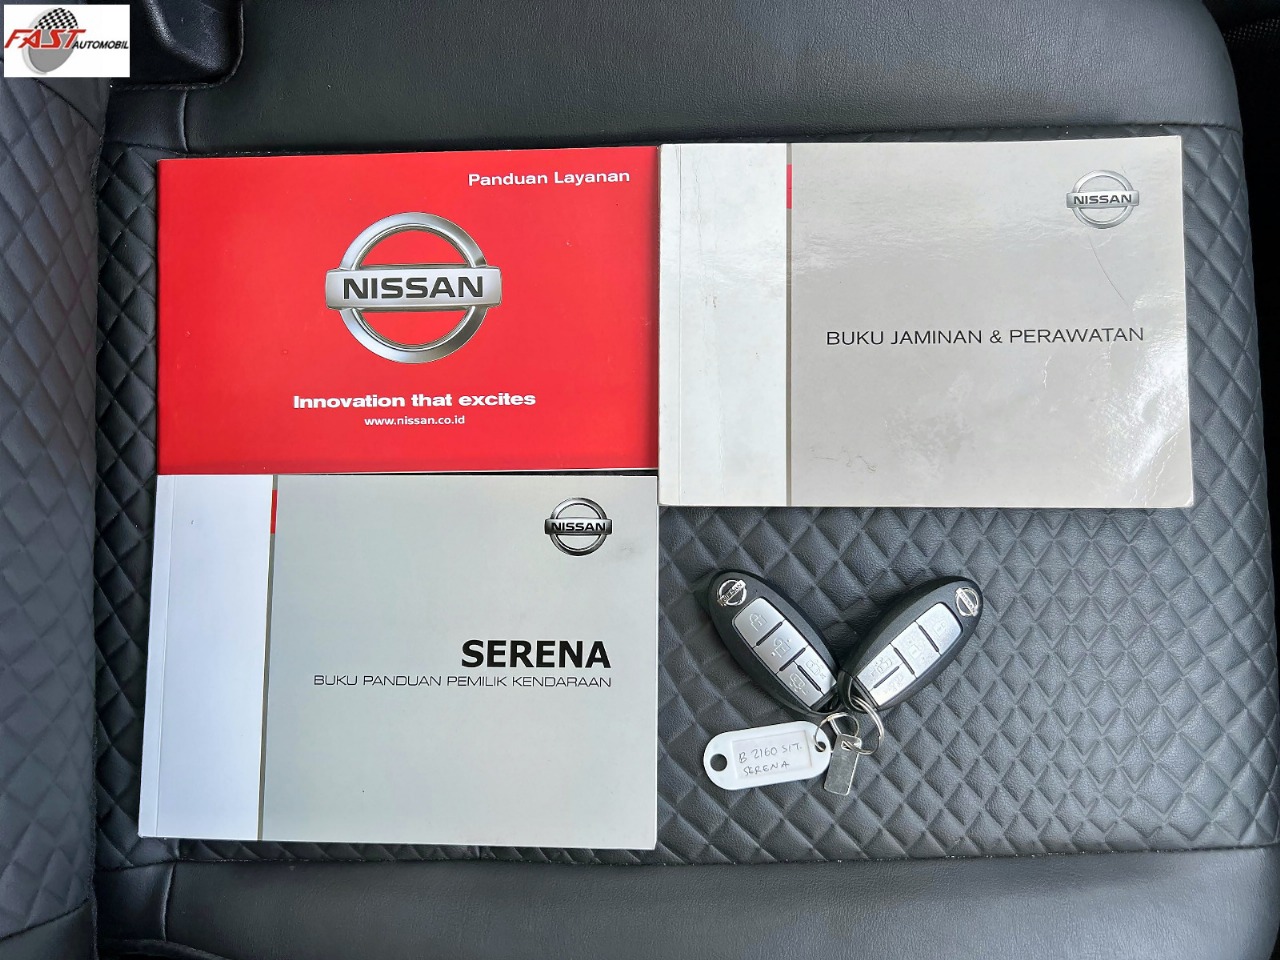 FAST AUTOMOBIL
Panduan Layanan
NISSAN
Innovation that excites
www.nissan.co.id
NISSAN
BUKU JAMINAN & PERAWATAN
NISSAN
SERENA
BUKU PANDUAN PEMILIK KENDARAAN
NISSAN
B 2160 SIT.
SERENA